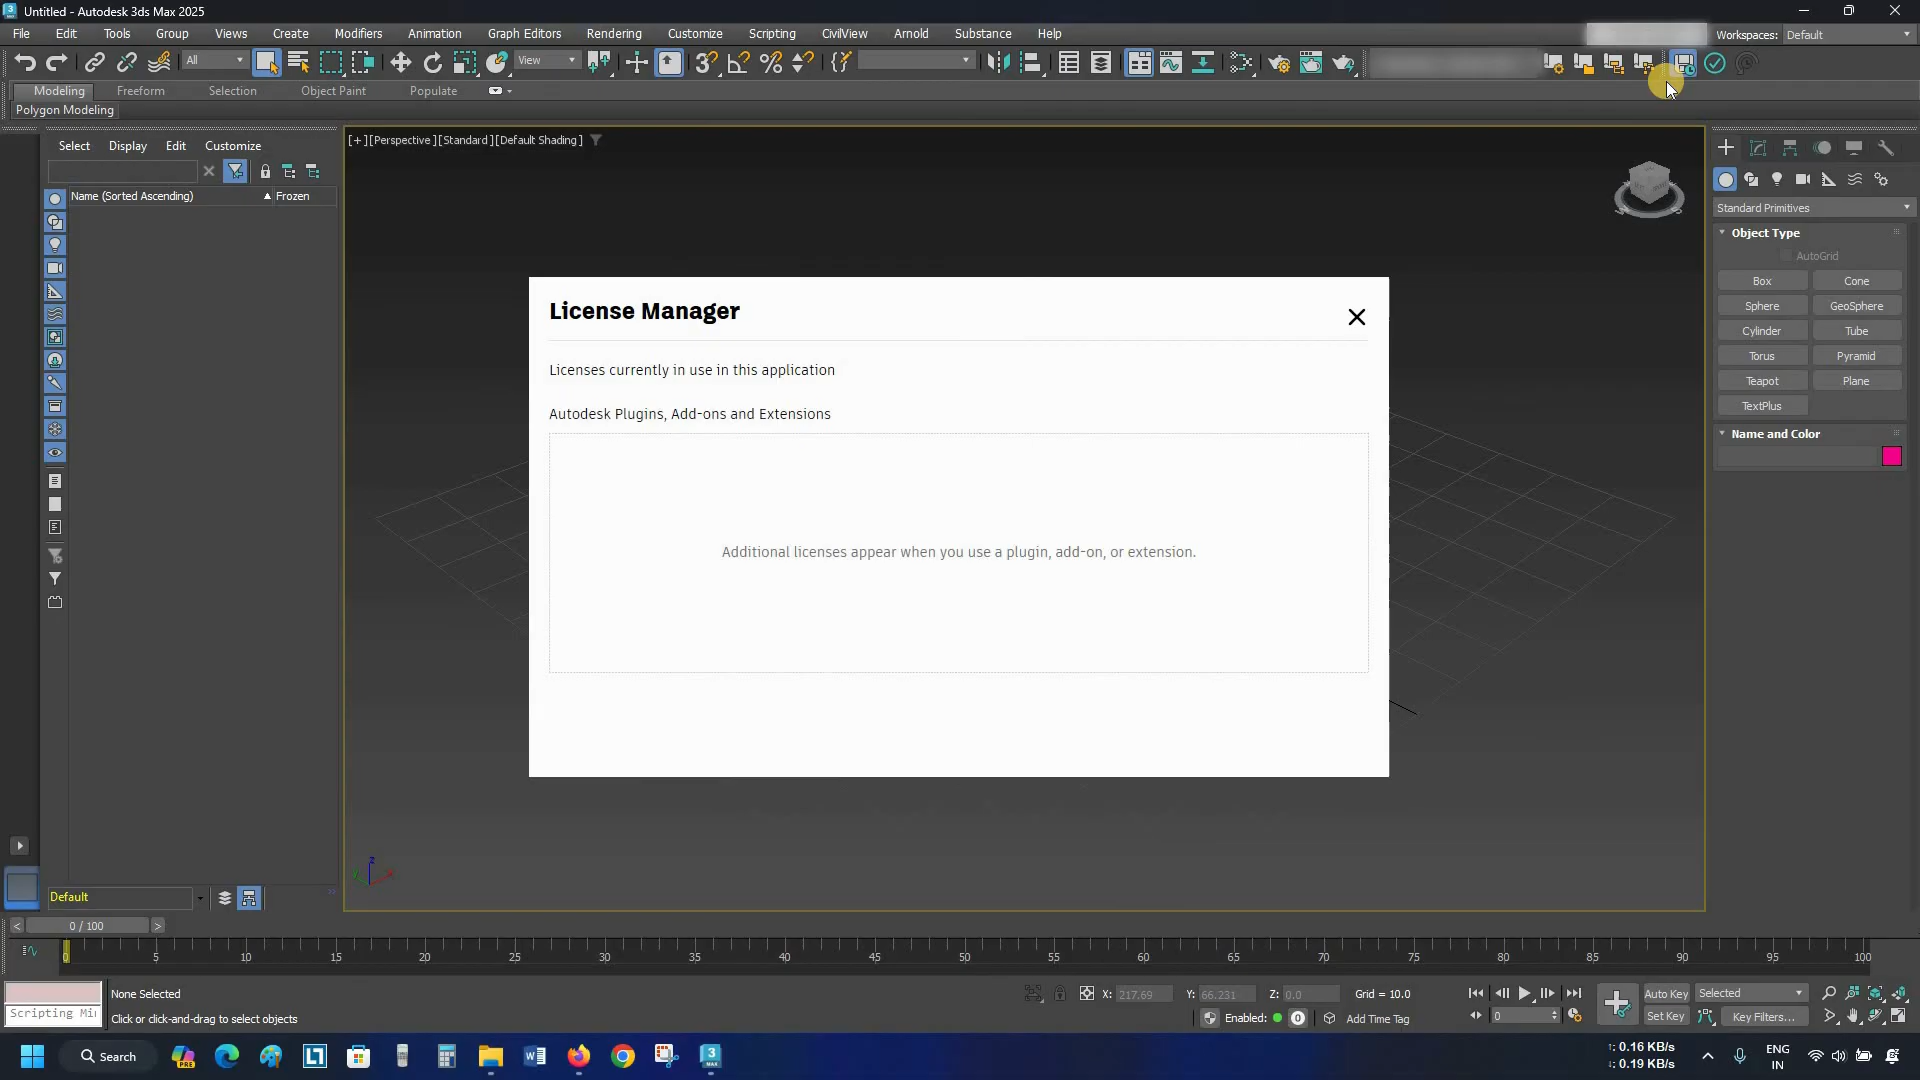 Untitled - Autodesk 3ds Max 2025
File Edit Tools Group Views Create Modifiers Animation Graph Editors Rendering Customize Scripting CivilView Arnold Substance Help Workspaces: Default
All View
Modeling Freeform Selection Object Paint Populate
Polygon Modeling
[+][Perspective][Standard][Default Shading]
Select Display Edit Customize
Name (Sorted Ascending) Frozen
Standard Primitives
Object Type
AutoGrid
Box Cone
Sphere GeoSphere
Cylinder Tube
Torus Pyramid
Teapot Plane
TextPlus
Name and Color
License Manager
Licenses currently in use in this application
Autodesk Plugins, Add-ons and Extensions
Additional licenses appear when you use a plugin, add-on, or extension.
z
Default
0 / 100
0 5 10 15 20 25 30 35 40 45 50 55 60 65 70 75 80 85 90 95 100
None Selected
X: 217.69 Y: 66.231 Z: 0.0 Grid = 10.0
Auto Key Selected
Scripting Mi
Click or click-and-drag to select objects
Enabled: 0 Add Time Tag
0
Set Key Key Filters...
Search
PRE
W
3
MAX
↑: 0.16 KB/s
↓: 0.19 KB/s
ENG
IN